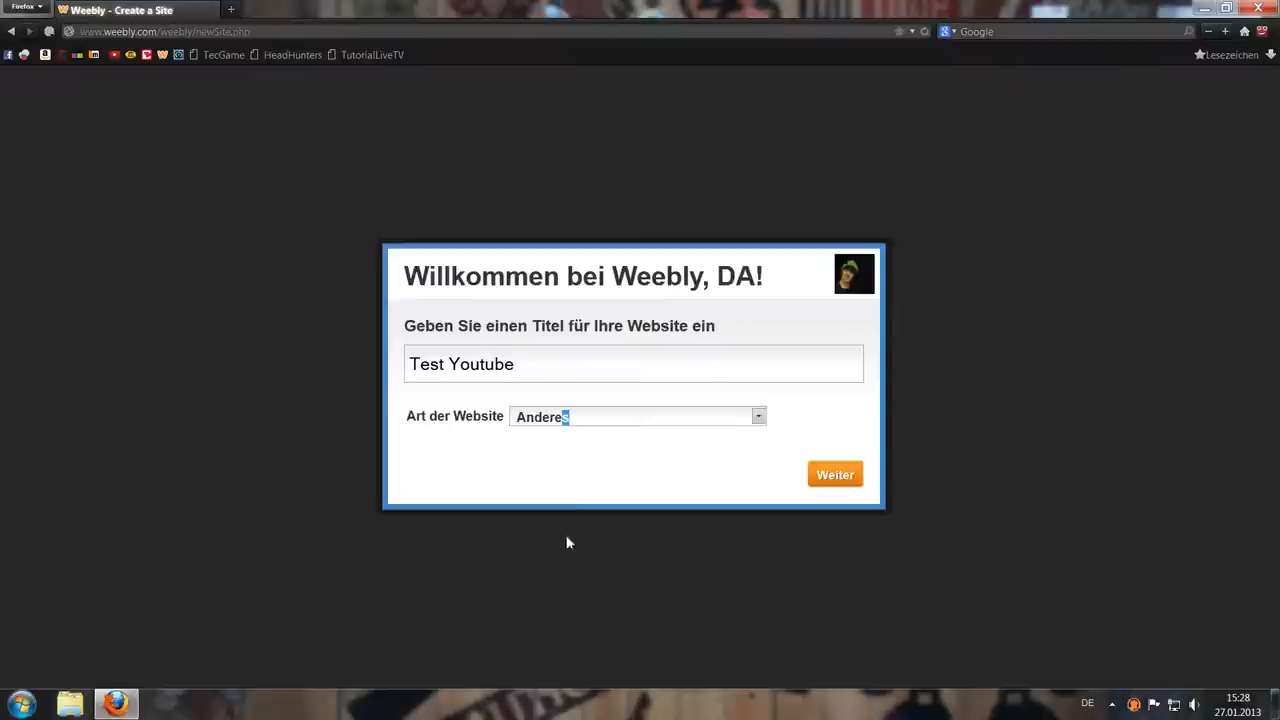 Firefox
Weebly - Create a Site
www.weebly.com/weebly/newSite.php
Google
TecGame
HeadHunters
TutorialLiveTV
Lesezeichen
Willkommen bei Weebly, DA!
Geben Sie einen Titel für Ihre Website ein
Test Youtube
Art der Website
Anderes
Weiter
DE
15:28
27.01.2013